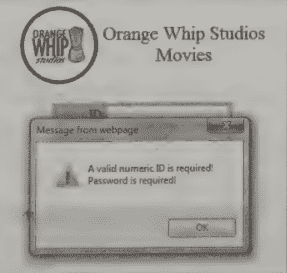 ORANGE
WHIP
STUDIOS
Orange Whip Studios
Movies
ID:
Message from webpage
A valid numeric ID is required!
Password is required!
OK